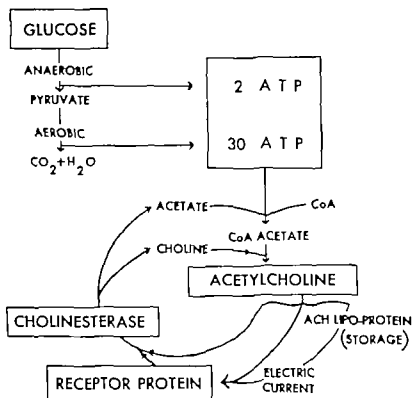 GLUCOSE
ANAEROBIC
PYRUVATE
2 ATP
AEROBIC
30 ATP
CO₂+H₂O
ACETATE
CoA
CHOLINE
CoA ACETATE
ACETYLCHOLINE
CHOLINESTERASE
ACH LIPO-PROTEIN
(STORAGE)
ELECTRIC
CURRENT
RECEPTOR PROTEIN